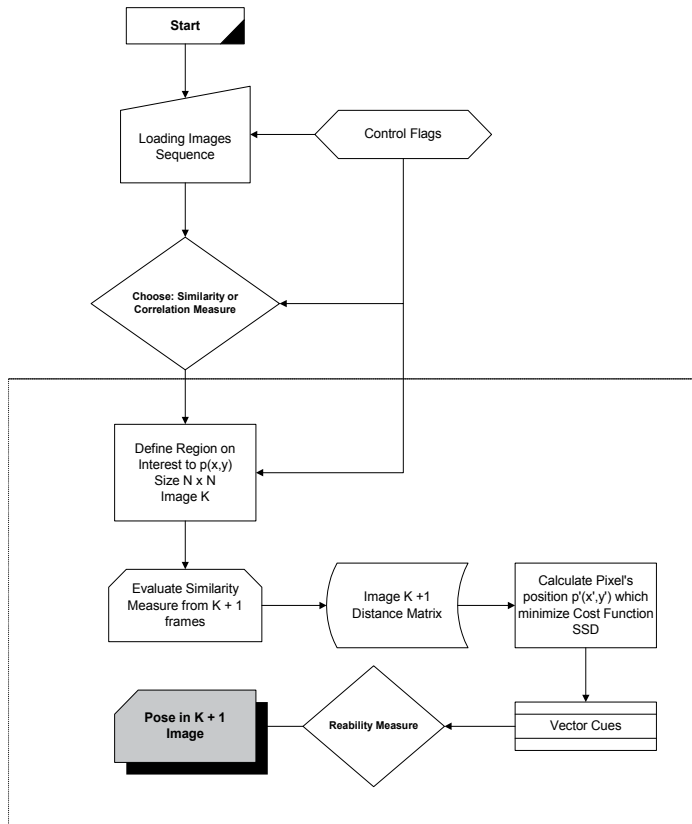 Start
Loading Images
Sequence
Control Flags
Choose: Similarity or
Correlation Measure
Define Region on
Interest to p(x,y)
Size N x N
Image K
Evaluate Similarity
Measure from K + 1
frames
Image K +1
Distance Matrix
Calculate Pixel's
position p'(x',y') which
minimize Cost Function
SSD
Pose in K + 1
Image
Reability Measure
Vector Cues